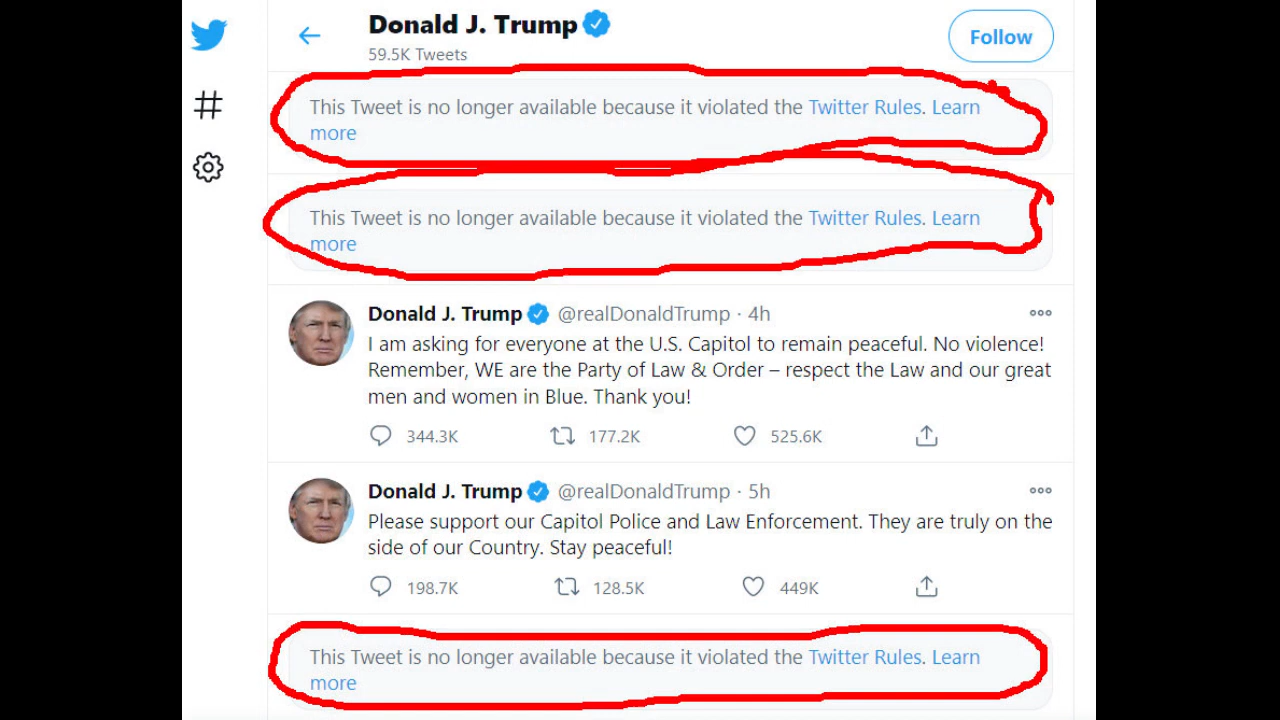 Donald J. Trump
59.5K Tweets
Follow
This Tweet is no longer available because it violated the Twitter Rules. Learn
more
This Tweet is no longer available because it violated the Twitter Rules. Learn
more
Donald J. Trump @realDonaldTrump · 4h
I am asking for everyone at the U.S. Capitol to remain peaceful. No violence!
Remember, WE are the Party of Law & Order – respect the Law and our great
men and women in Blue. Thank you!
344.3K 177.2K 525.6K
Donald J. Trump @realDonaldTrump · 5h
Please support our Capitol Police and Law Enforcement. They are truly on the
side of our Country. Stay peaceful!
198.7K 128.5K 449K
This Tweet is no longer available because it violated the Twitter Rules. Learn
more